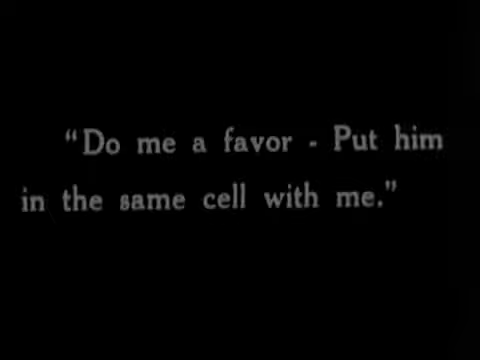 “Do me a favor - Put him
in the same cell with me.”